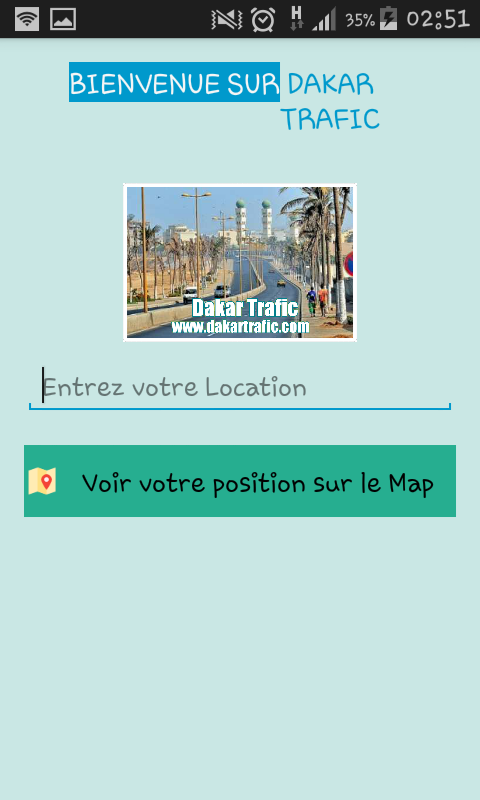 H 35% 02:51
BIENVENUE SUR DAKAR
TRAFIC
Dakar Trafic
www.dakartrafic.com
Entrez votre Location
Voir votre position sur le Map